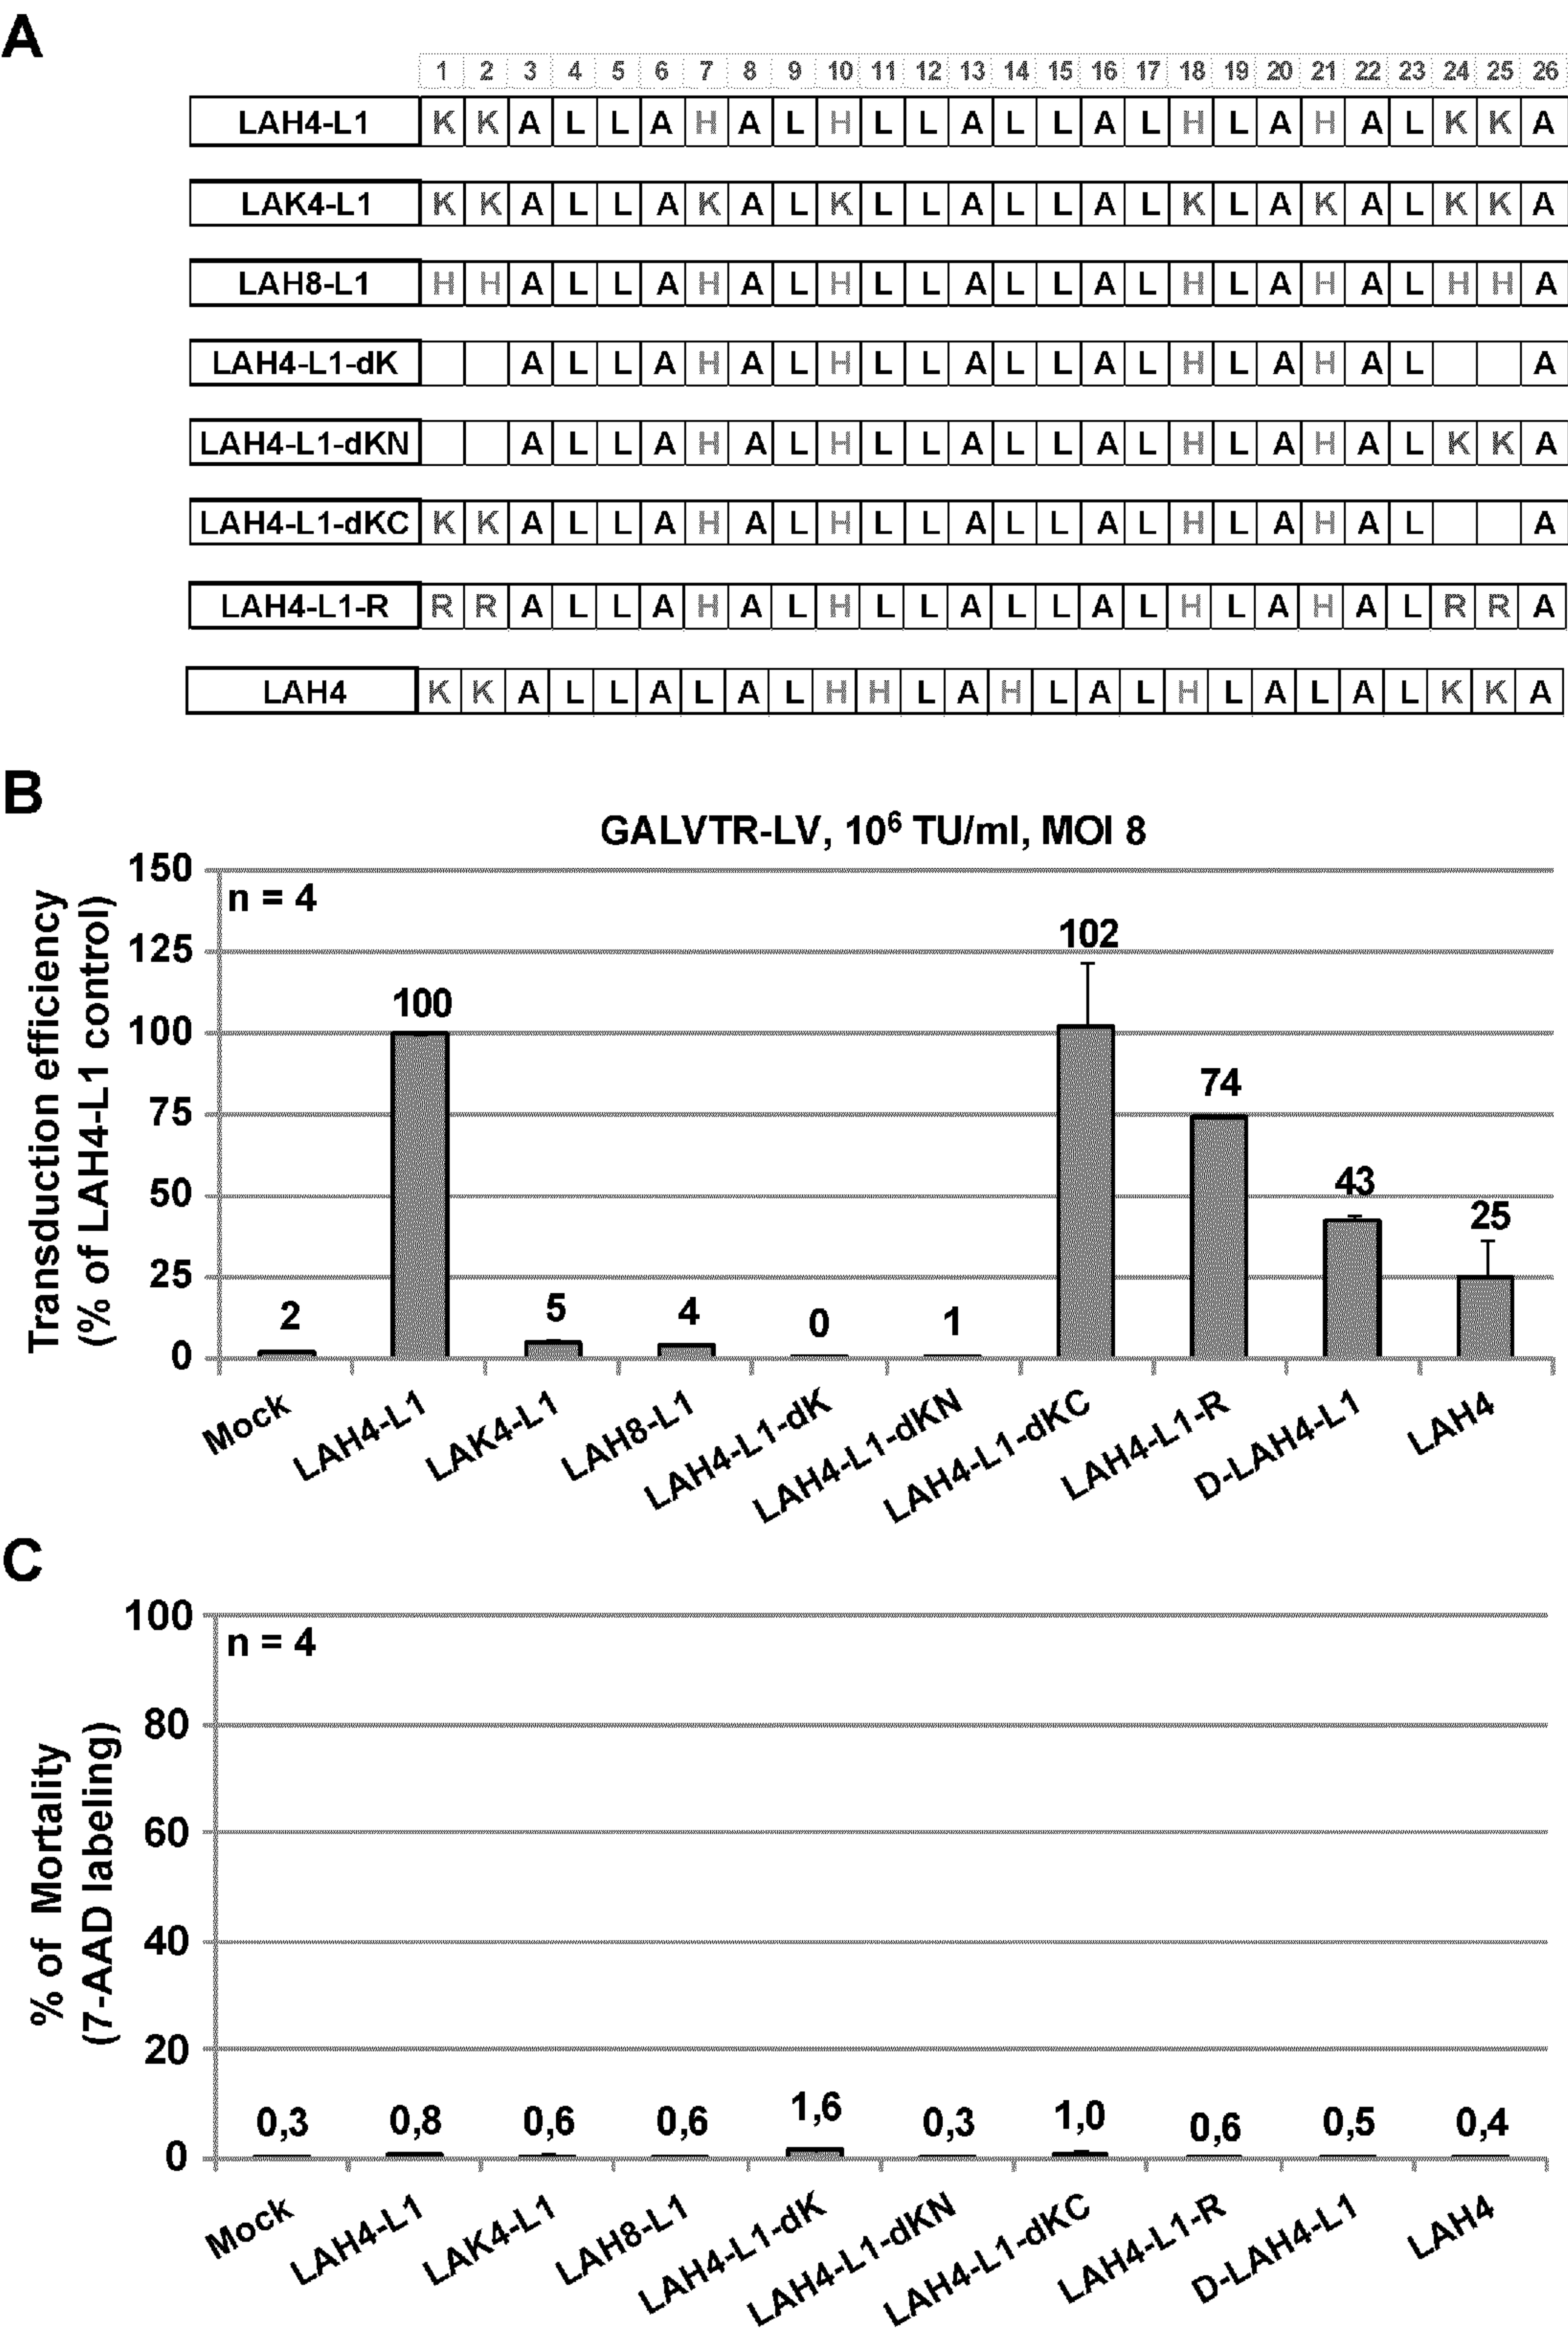 A
1 2 3 4 5 6 7 8 9 10 11 12 13 14 15 16 17 18 19 20 21 22 23 24 25 26
LAH4-L1 K K A L L A H A L H L L A L L A L H L A H A L K K A
LAK4-L1 K K A L L A K A L K L L A L L A L K L A K A L K K A
LAH8-L1 H H A L L A H A L H L L A L L A L H L A H A L H H A
LAH4-L1-dK A L L A H A L H L L A L L A L H L A H A L A
LAH4-L1-dKN A L L A H A L H L L A L L A L H L A H A L K K A
LAH4-L1-dKC K K A L L A H A L H L L A L L A L H L A H A L A
LAH4-L1-R R R A L L A H A L H L L A L L A L H L A H A L R R A
LAH4 K K A L L A L A L H H L A H L A L H L A L A L K K A
B
GALVTR-LV, 10⁶ TU/ml, MOI 8
Transduction efficiency
(% of LAH4-L1 control)
150
125
100
75
50
25
0
n = 4
2
100
5
4
0
1
102
74
43
25
Mock
LAH4-L1
LAK4-L1
LAH8-L1
LAH4-L1-dK
LAH4-L1-dKN
LAH4-L1-dKC
LAH4-L1-R
D-LAH4-L1
LAH4
C
% of Mortality
(7-AAD labeling)
100
80
60
40
20
0
n = 4
0,3
0,8
0,6
0,6
1,6
0,3
1,0
0,6
0,5
0,4
Mock
LAH4-L1
LAK4-L1
LAH8-L1
LAH4-L1-dK
LAH4-L1-dKN
LAH4-L1-dKC
LAH4-L1-R
D-LAH4-L1
LAH4